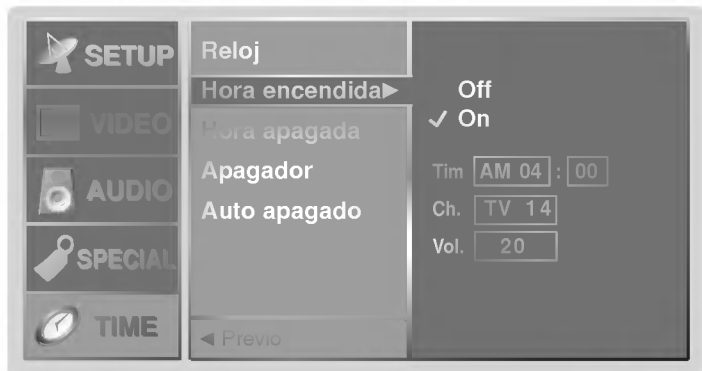 SETUP
VIDEO
AUDIO
SPECIAL
TIME
Reloj
Hora encendida►
Hora apagada
Apagador
Auto apagado
◄ Previo
Off
✓ On
Tim AM 04 : 00
Ch. TV 14
Vol. 20